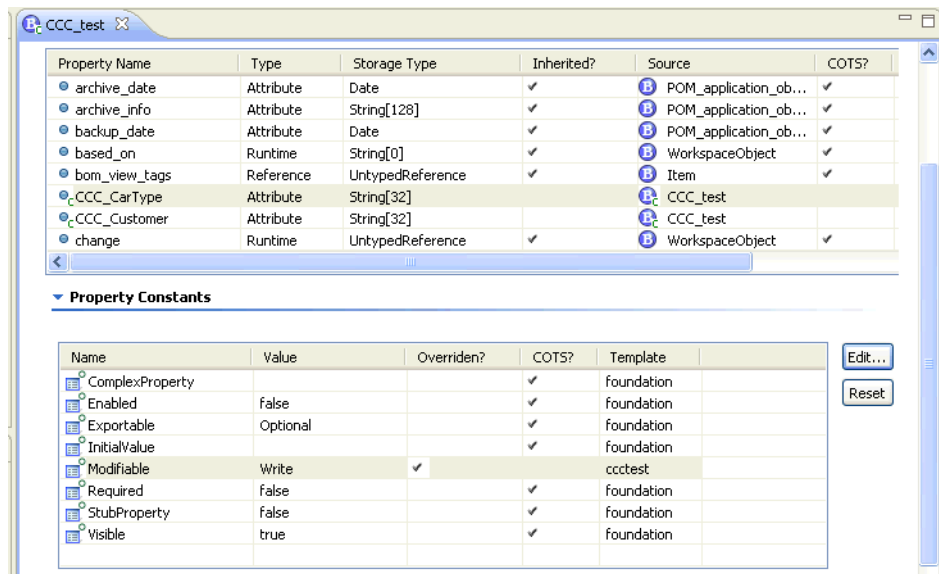 CCC_test
Property Name Type Storage Type Inherited? Source COTS?
archive_date Attribute Date ✔ POM_application_ob... ✔
archive_info Attribute String[128] ✔ POM_application_ob... ✔
backup_date Attribute Date ✔ POM_application_ob... ✔
based_on Runtime String[0] ✔ WorkspaceObject ✔
bom_view_tags Reference UntypedReference ✔ Item ✔
CCC_CarType Attribute String[32] CCC_test
CCC_Customer Attribute String[32] CCC_test
change Runtime UntypedReference ✔ WorkspaceObject ✔
Property Constants
Name Value Overriden? COTS? Template
Edit...
ComplexProperty ✔ foundation
Enabled false ✔ foundation
Reset
Exportable Optional ✔ foundation
InitialValue ✔ foundation
Modifiable Write ✔ ccctest
Required false ✔ foundation
StubProperty false ✔ foundation
Visible true ✔ foundation